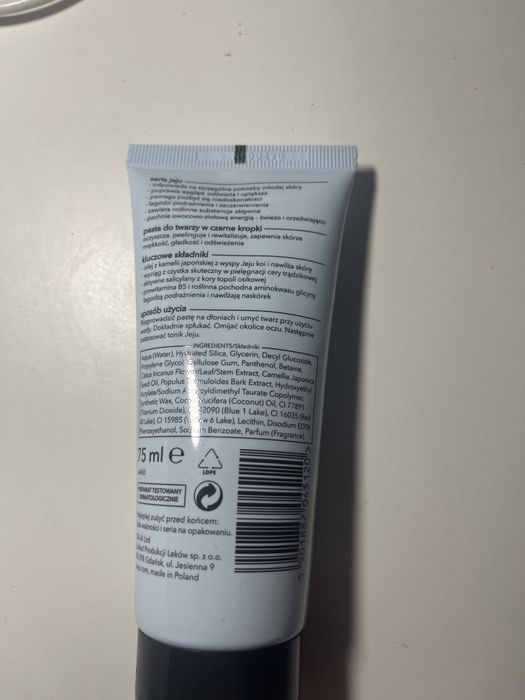 seria jeju
- odpowiada na szczególne potrzeby młodej skóry
- poprawia wygląd, odświeża i upiększa
- pomaga pozbyć się niedoskonałości
- łagodzi podrażnienia i zaczerwienienia
- zawiera roślinne substancje aktywne
- pachnie owocowo-ziołową energią - świeżo i orzeźwiająco
pasta do twarzy w czarne kropki
oczyszcza, peelinguje i rewitalizuje, zapewnia skórze
miękkość, gładkość i odświeżenie
kluczowe składniki
- olej z kamelii japońskiej z wyspy Jeju koi i nawilża skórę
- wyciąg z czystka skuteczny w pielęgnacji cery trądzikowej
- aktywne salicylany z kory topoli osikowej
- prowitamina B5 i roślinna pochodna aminokwasu glicyny
łagodzą podrażnienia i nawilżają naskórek
sposób użycia
Rozprowadzić pastę na dłoniach i umyć twarz przy użyciu
wody. Dokładnie spłukać. Omijać okolice oczu. Następnie
zastosować tonik Jeju.
INGREDIENTS/Składniki:
Aqua (Water), Hydrated Silica, Glycerin, Decyl Glucoside,
Propylene Glycol, Cellulose Gum, Panthenol, Betaine,
Cistus Incanus Flower/Leaf/Stem Extract, Camellia Japonica
Seed Oil, Populus Tremuloides Bark Extract, Hydroxyethyl
Acrylate/Sodium Acryloyldimethyl Taurate Copolymer,
Synthetic Wax, Cocos Nucifera (Coconut) Oil, CI 77891
(Titanium Dioxide), CI 42090 (Blue 1 Lake), CI 16035 (Red
40 Lake), CI 15985 (Yellow 6 Lake), Lecithin, Disodium EDTA,
Phenoxyethanol, Sodium Benzoate, Parfum (Fragrance).
75 ml e
LDPE
PREPARAT TESTOWANY
DERMATOLOGICZNIE
Najlepiej zużyć przed końcem:
data ważności i seria na opakowaniu.
Ltd
Zakład Produkcji Leków sp. z o.o.
Gdańsk, ul. Jesienna 9
.com, made in Poland
5 901887 045120 >